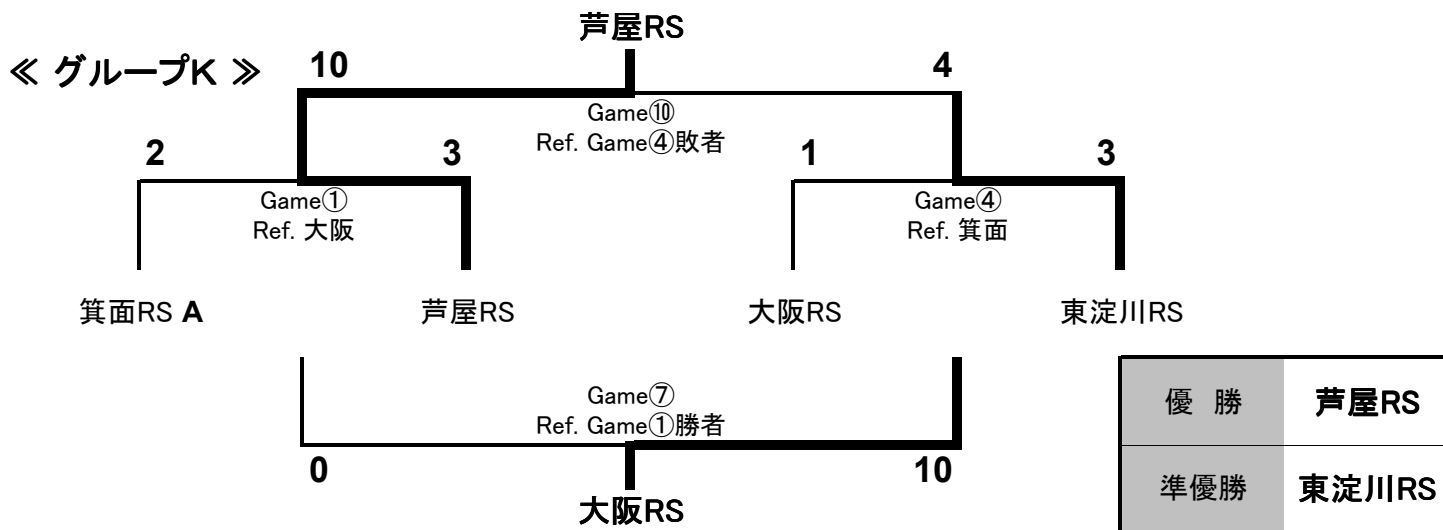 芦屋RS
≪ グループK ≫
10
4
Game⑩
Ref. Game④敗者
2
3
1
3
Game①
Ref. 大阪
Game④
Ref. 箕面
箕面RS A
芦屋RS
大阪RS
東淀川RS
Game⑦
Ref. Game①勝者
0
10
大阪RS
優 勝 芦屋RS
準優勝 東淀川RS